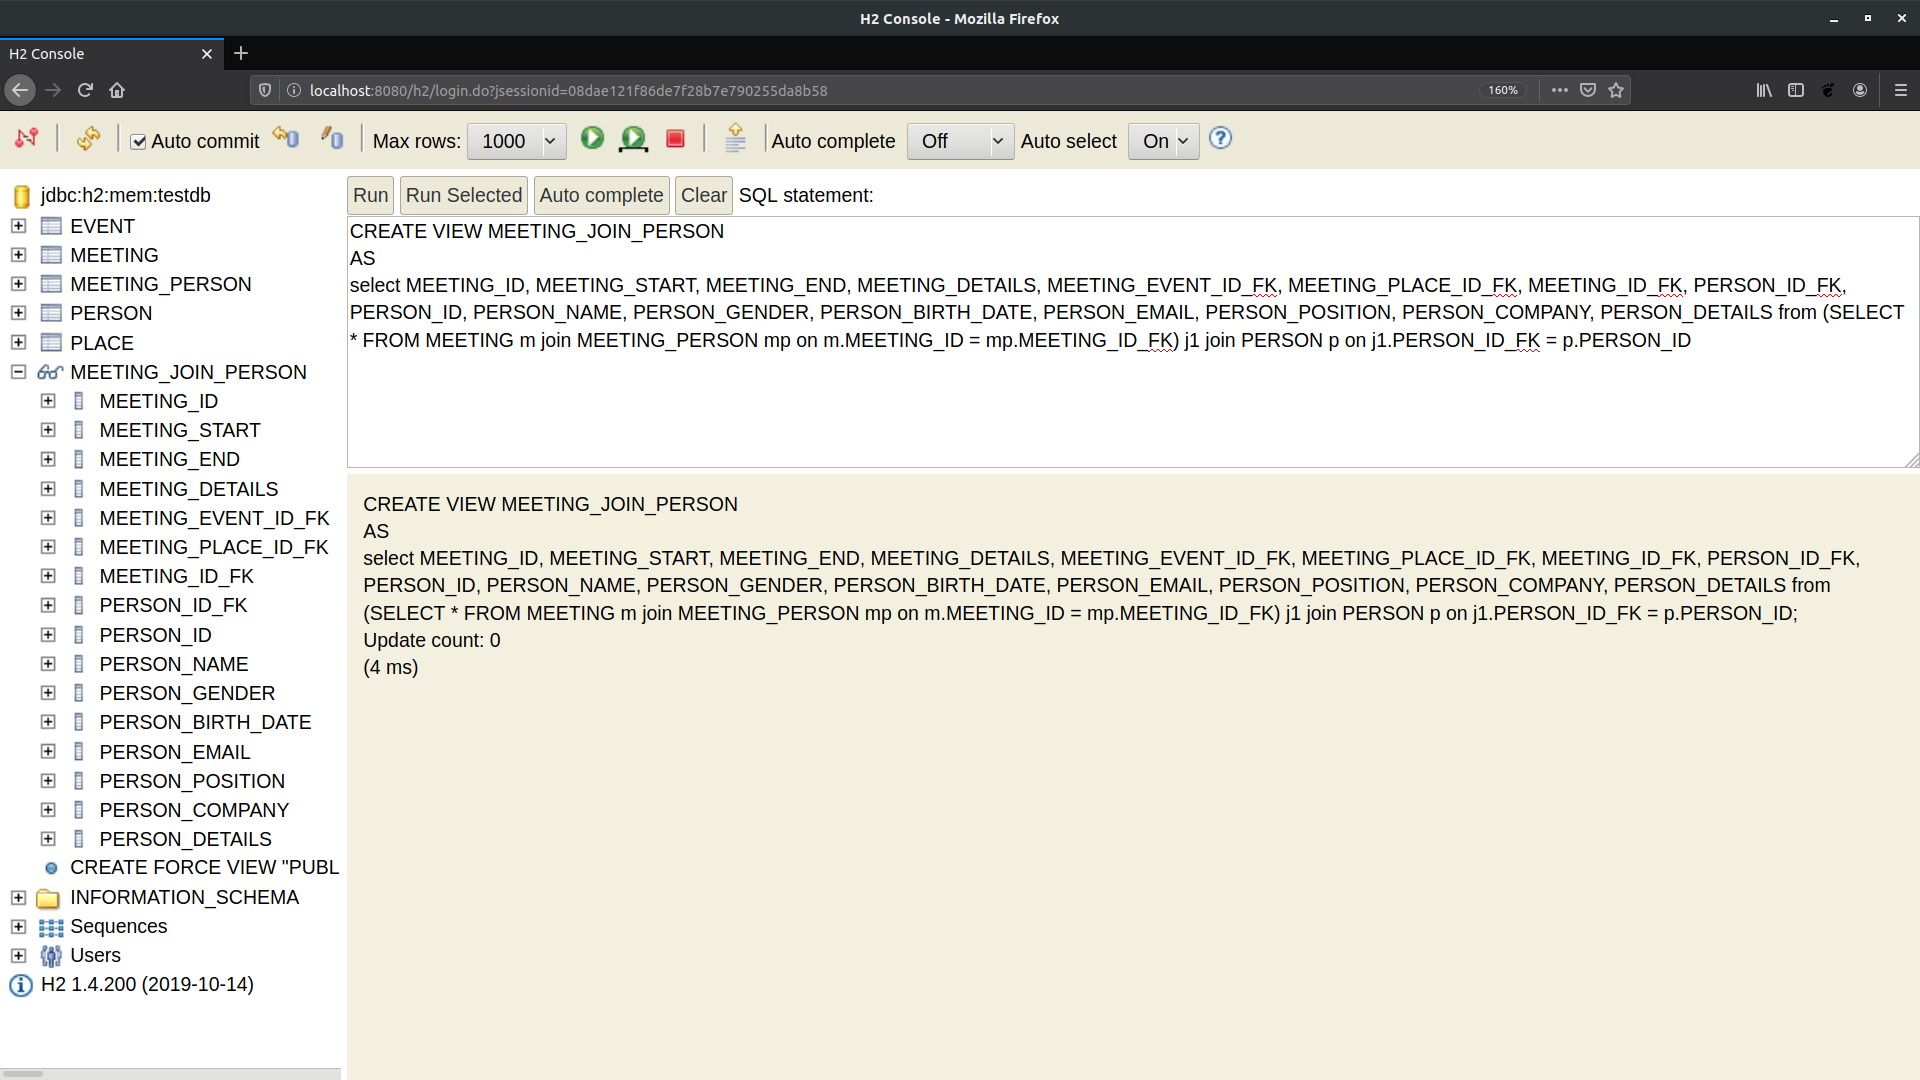 H2 Console - Mozilla Firefox
H2 Console
localhost:8080/h2/login.do?jsessionid=08dae121f86de7f28b7e790255da8b58
160%
Auto commit
Max rows:
1000
Auto complete
Off
Auto select
On
jdbc:h2:mem:testdb
EVENT
MEETING
MEETING_PERSON
PERSON
PLACE
MEETING_JOIN_PERSON
MEETING_ID
MEETING_START
MEETING_END
MEETING_DETAILS
MEETING_EVENT_ID_FK
MEETING_PLACE_ID_FK
MEETING_ID_FK
PERSON_ID_FK
PERSON_ID
PERSON_NAME
PERSON_GENDER
PERSON_BIRTH_DATE
PERSON_EMAIL
PERSON_POSITION
PERSON_COMPANY
PERSON_DETAILS
CREATE FORCE VIEW "PUBL
INFORMATION_SCHEMA
Sequences
Users
H2 1.4.200 (2019-10-14)
Run
Run Selected
Auto complete
Clear
SQL statement:
CREATE VIEW MEETING_JOIN_PERSON
AS
select MEETING_ID, MEETING_START, MEETING_END, MEETING_DETAILS, MEETING_EVENT_ID_FK, MEETING_PLACE_ID_FK, MEETING_ID_FK, PERSON_ID_FK,
PERSON_ID, PERSON_NAME, PERSON_GENDER, PERSON_BIRTH_DATE, PERSON_EMAIL, PERSON_POSITION, PERSON_COMPANY, PERSON_DETAILS from (SELECT
* FROM MEETING m join MEETING_PERSON mp on m.MEETING_ID = mp.MEETING_ID_FK) j1 join PERSON p on j1.PERSON_ID_FK = p.PERSON_ID
CREATE VIEW MEETING_JOIN_PERSON
AS
select MEETING_ID, MEETING_START, MEETING_END, MEETING_DETAILS, MEETING_EVENT_ID_FK, MEETING_PLACE_ID_FK, MEETING_ID_FK, PERSON_ID_FK,
PERSON_ID, PERSON_NAME, PERSON_GENDER, PERSON_BIRTH_DATE, PERSON_EMAIL, PERSON_POSITION, PERSON_COMPANY, PERSON_DETAILS from
(SELECT * FROM MEETING m join MEETING_PERSON mp on m.MEETING_ID = mp.MEETING_ID_FK) j1 join PERSON p on j1.PERSON_ID_FK = p.PERSON_ID;
Update count: 0
(4 ms)